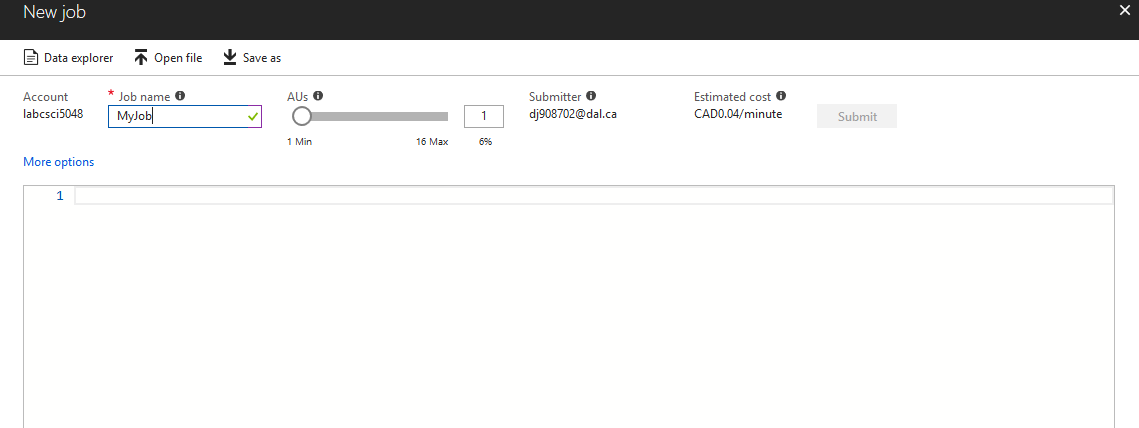 New job
Data explorer Open file Save as
Account * Job name AUs Submitter Estimated cost
labcsci5048 MyJob 1 dj908702@dal.ca CAD0.04/minute Submit
1 Min 16 Max 6%
More options
1